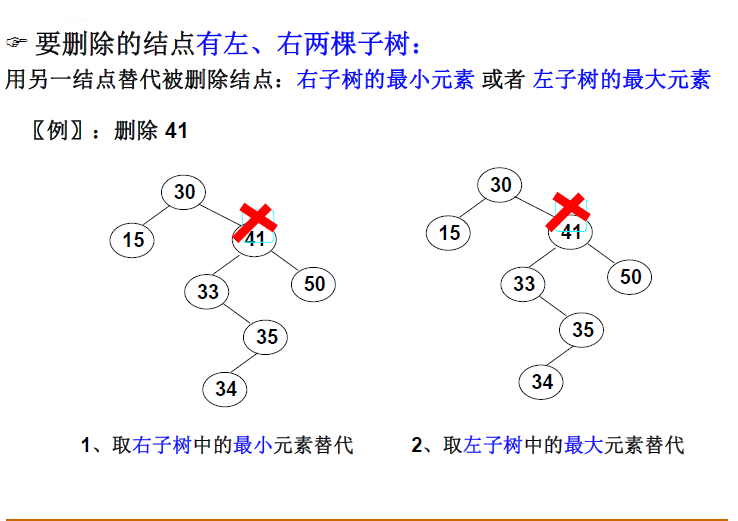 ☞ 要删除的结点有左、右两棵子树：
用另一结点替代被删除结点：右子树的最小元素 或者 左子树的最大元素
〖例〗：删除 41
30
15
41
33
50
35
34
30
15
41
33
50
35
34
1、取右子树中的最小元素替代
2、取左子树中的最大元素替代